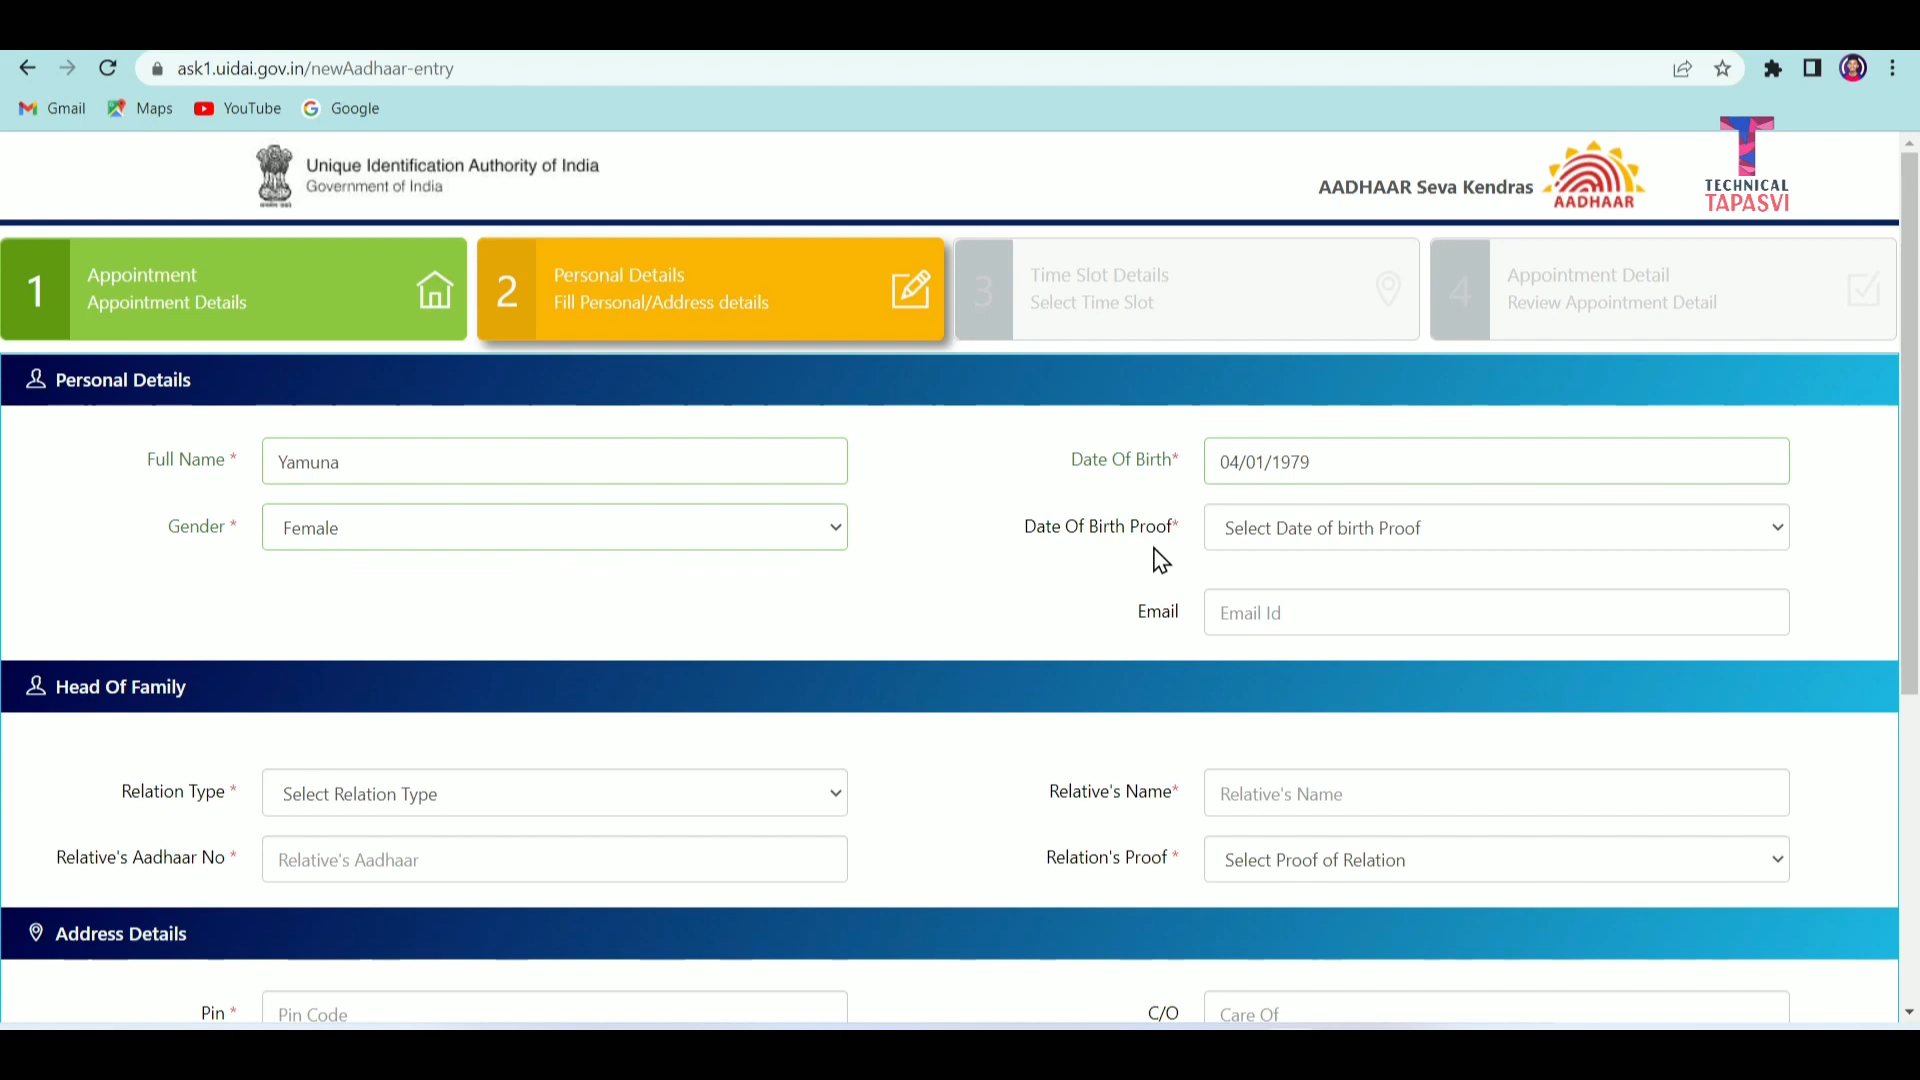 ask1.uidai.gov.in/newAadhaar-entry
Gmail Maps YouTube Google
Unique Identification Authority of India
Government of India
AADHAAR Seva Kendras
AADHAAR
TECHNICAL
TAPASVI
1
Appointment
Appointment Details
2
Personal Details
Fill Personal/Address details
3
Time Slot Details
Select Time Slot
4
Appointment Detail
Review Appointment Detail
Personal Details
Full Name * Yamuna
Date Of Birth* 04/01/1979
Gender * Female
Date Of Birth Proof* Select Date of birth Proof
Email Email Id
Head Of Family
Relation Type * Select Relation Type
Relative's Name* Relative's Name
Relative's Aadhaar No * Relative's Aadhaar
Relation's Proof * Select Proof of Relation
Address Details
Pin * Pin Code
C/O Care Of